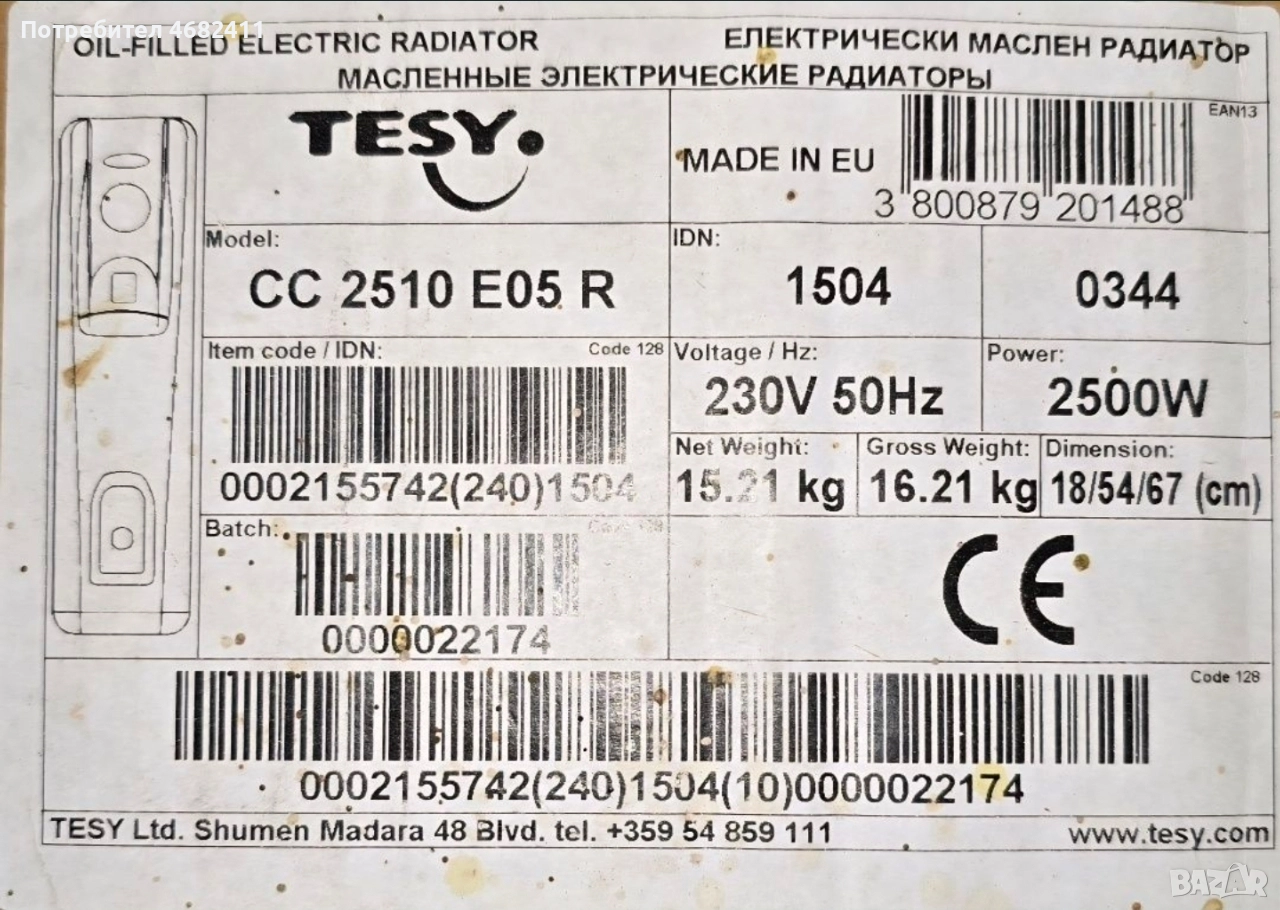 Потребител 4682411
OIL-FILLED ELECTRIC RADIATOR
ЕЛЕКТРИЧЕСКИ МАСЛЕН РАДИАТОР
МАСЛЕННЫЕ ЭЛЕКТРИЧЕСКИЕ РАДИАТОРЫ
TESY
MADE IN EU
EAN13
3 800879 201488
Model:
CC 2510 E05 R
IDN:
1504
0344
Item code / IDN:
Code 128
0002155742(240)1504
Voltage / Hz:
230V 50Hz
Power:
2500W
Net Weight:
15.21 kg
Gross Weight:
16.21 kg
Dimension:
18/54/67 (cm)
Batch:
Code 128
0000022174
CE
Code 128
0002155742(240)1504(10)0000022174
TESY Ltd. Shumen Madara 48 Blvd. tel. +359 54 859 111
www.tesy.com
BAZAR